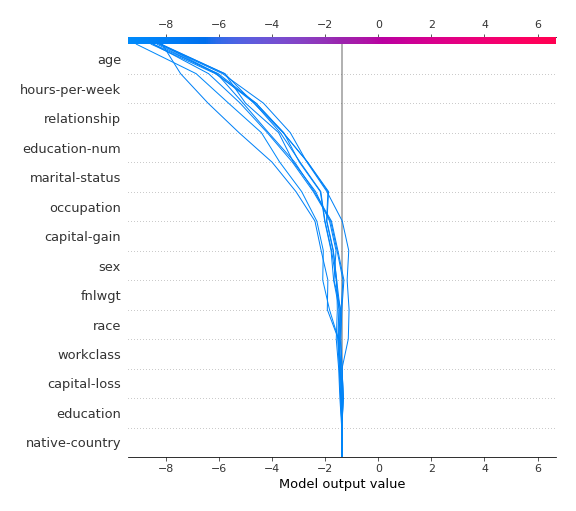 −8 −6 −4 −2 0 2 4 6
age
hours-per-week
relationship
education-num
marital-status
occupation
capital-gain
sex
fnlwgt
race
workclass
capital-loss
education
native-country
−8 −6 −4 −2 0 2 4 6
Model output value